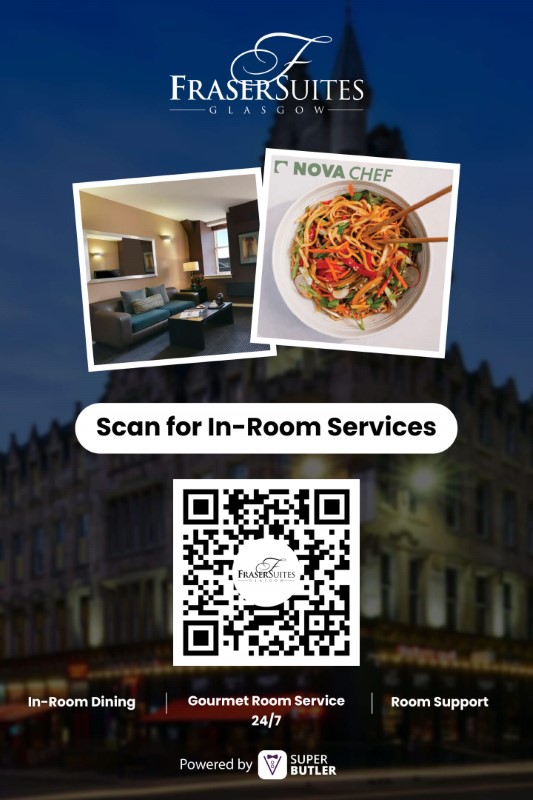 FRASERSUITES
GLASGOW
NOVA CHEF
Scan for In-Room Services
FRASERSUITES
GLASGOW
In-Room Dining
Gourmet Room Service
24/7
Room Support
Powered by SUPER
BUTLER